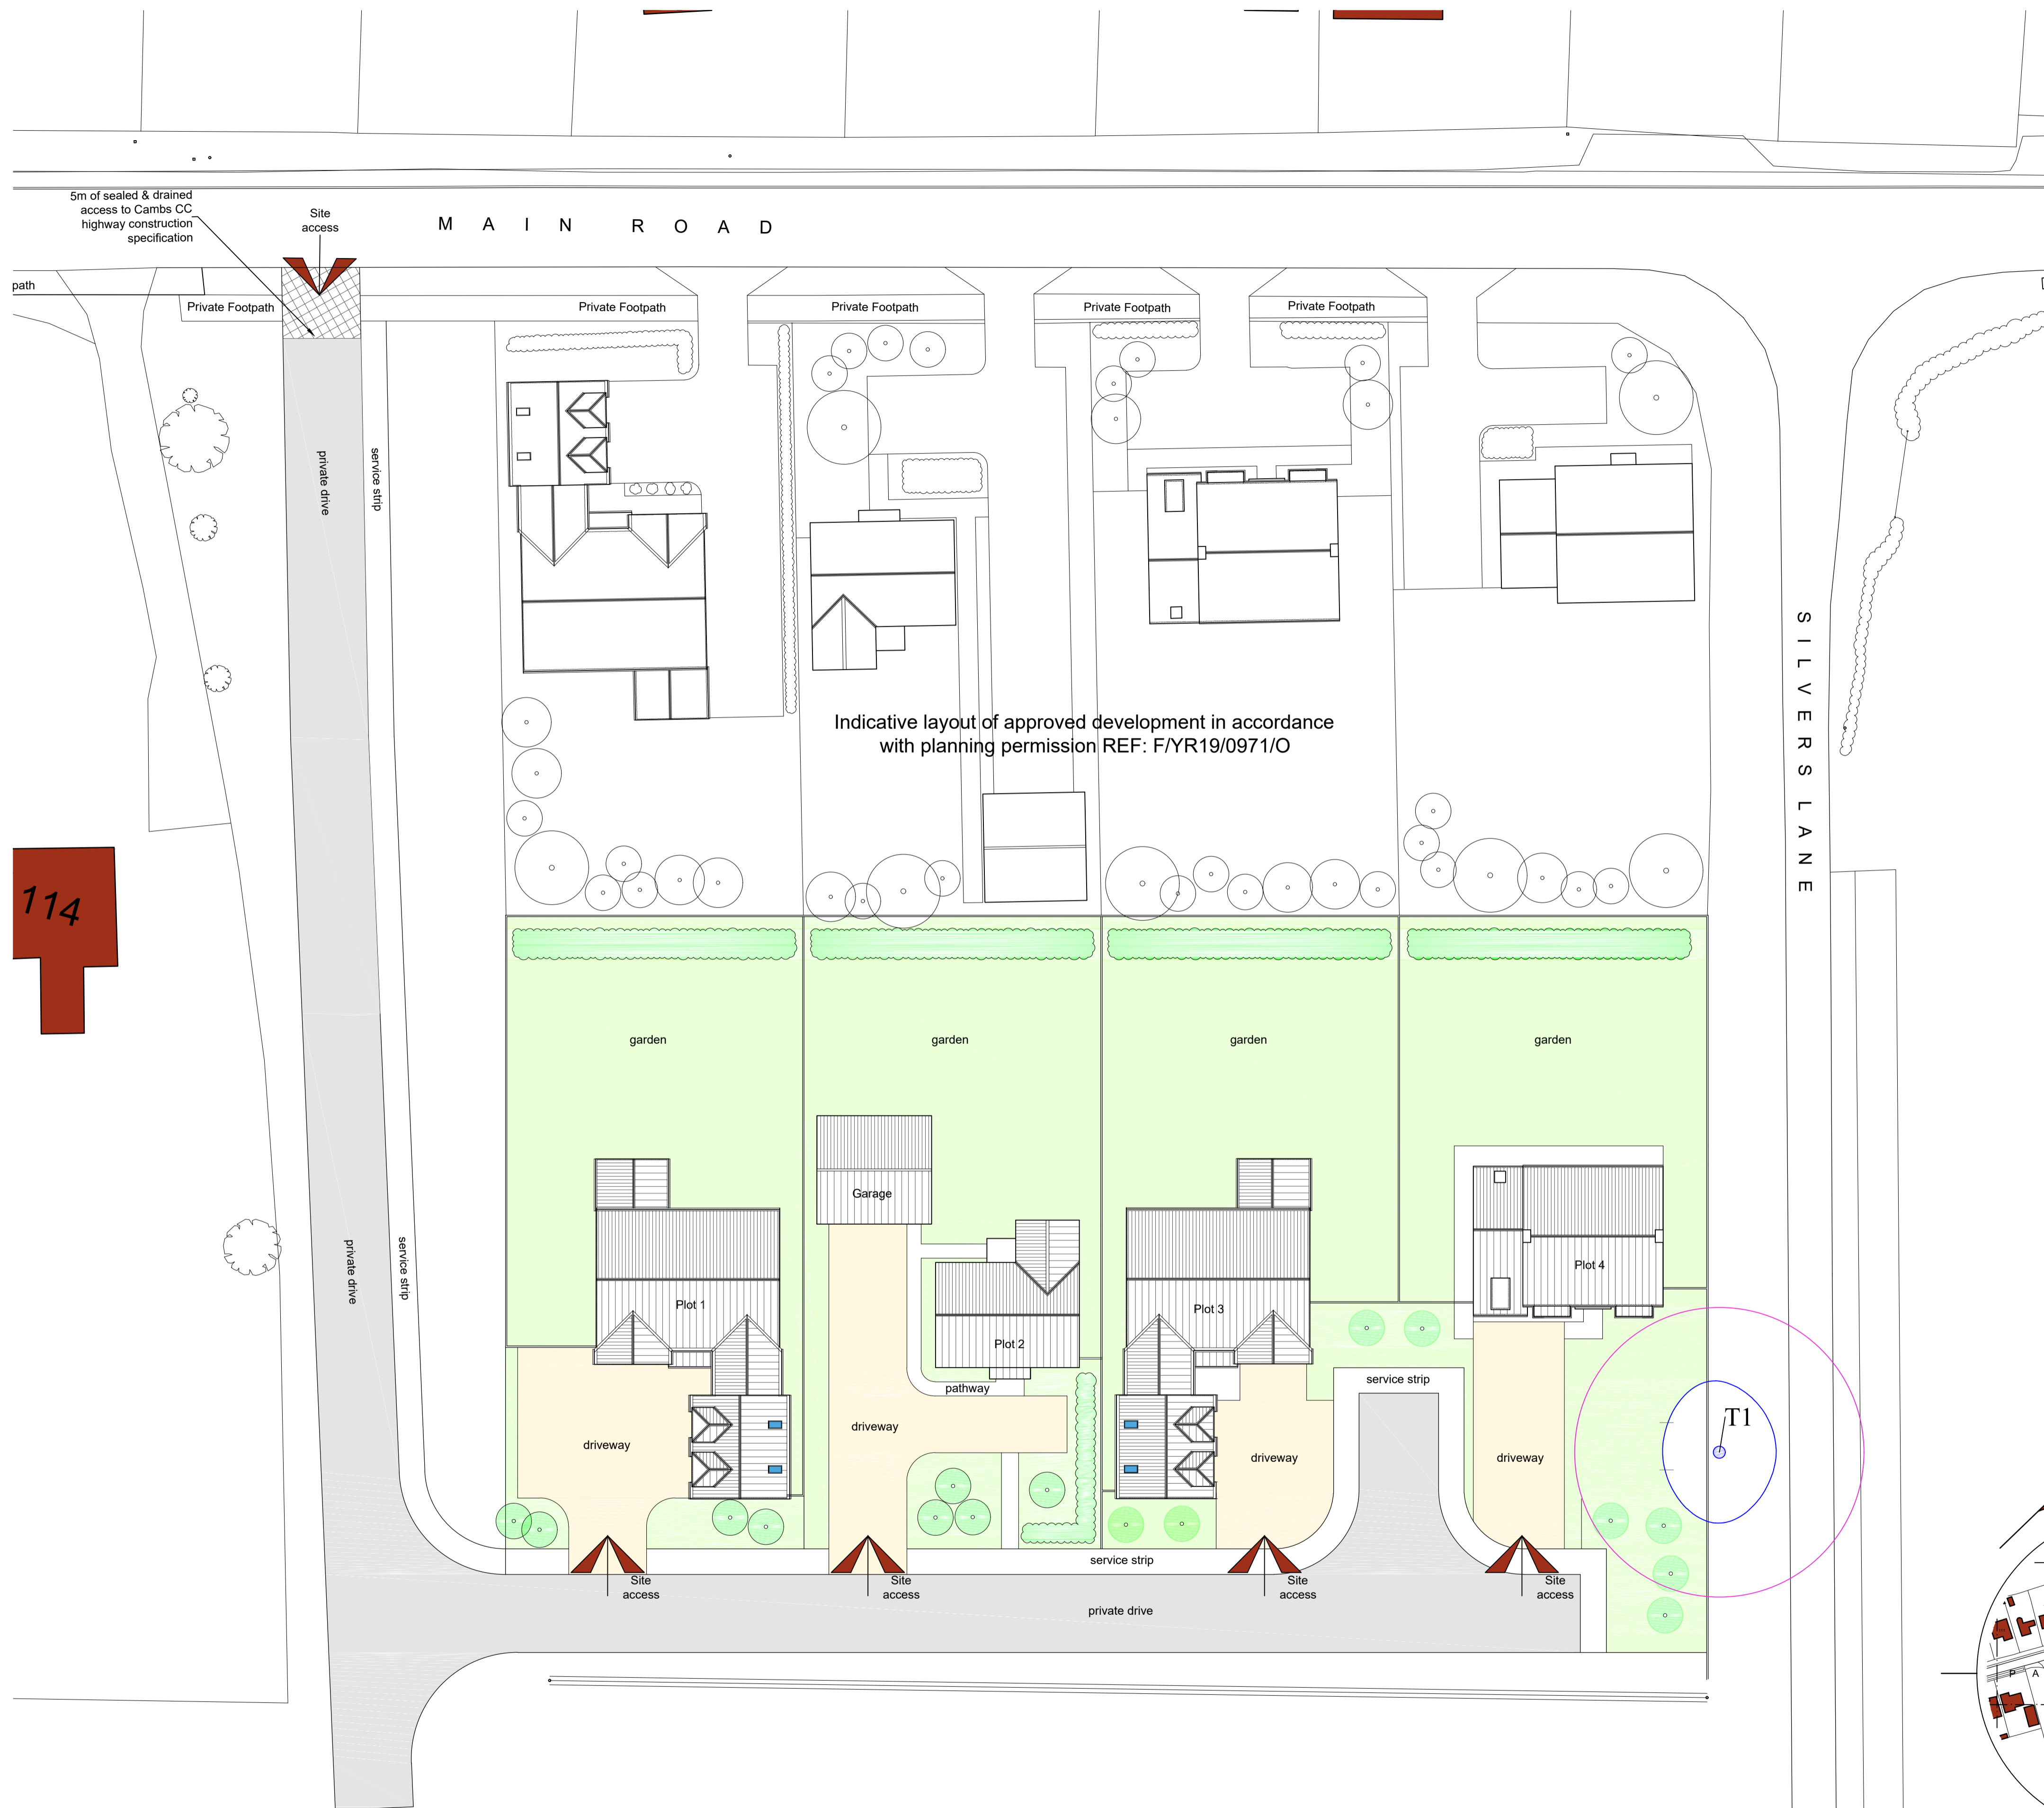 5m of sealed & drained
access to Cambs CC
highway construction
specification
Site
access
MAIN ROAD
path
Private Footpath
Private Footpath
Private Footpath
Private Footpath
Private Footpath
private drive
service strip
SILVERS LANE
Indicative layout of approved development in accordance
with planning permission REF: F/YR19/0971/O
114
garden
garden
garden
garden
Garage
private drive
service strip
Plot 1
Plot 2
Plot 3
Plot 4
pathway
service strip
T1
driveway
driveway
driveway
driveway
service strip
Site
access
Site
access
Site
access
Site
access
private drive
P A